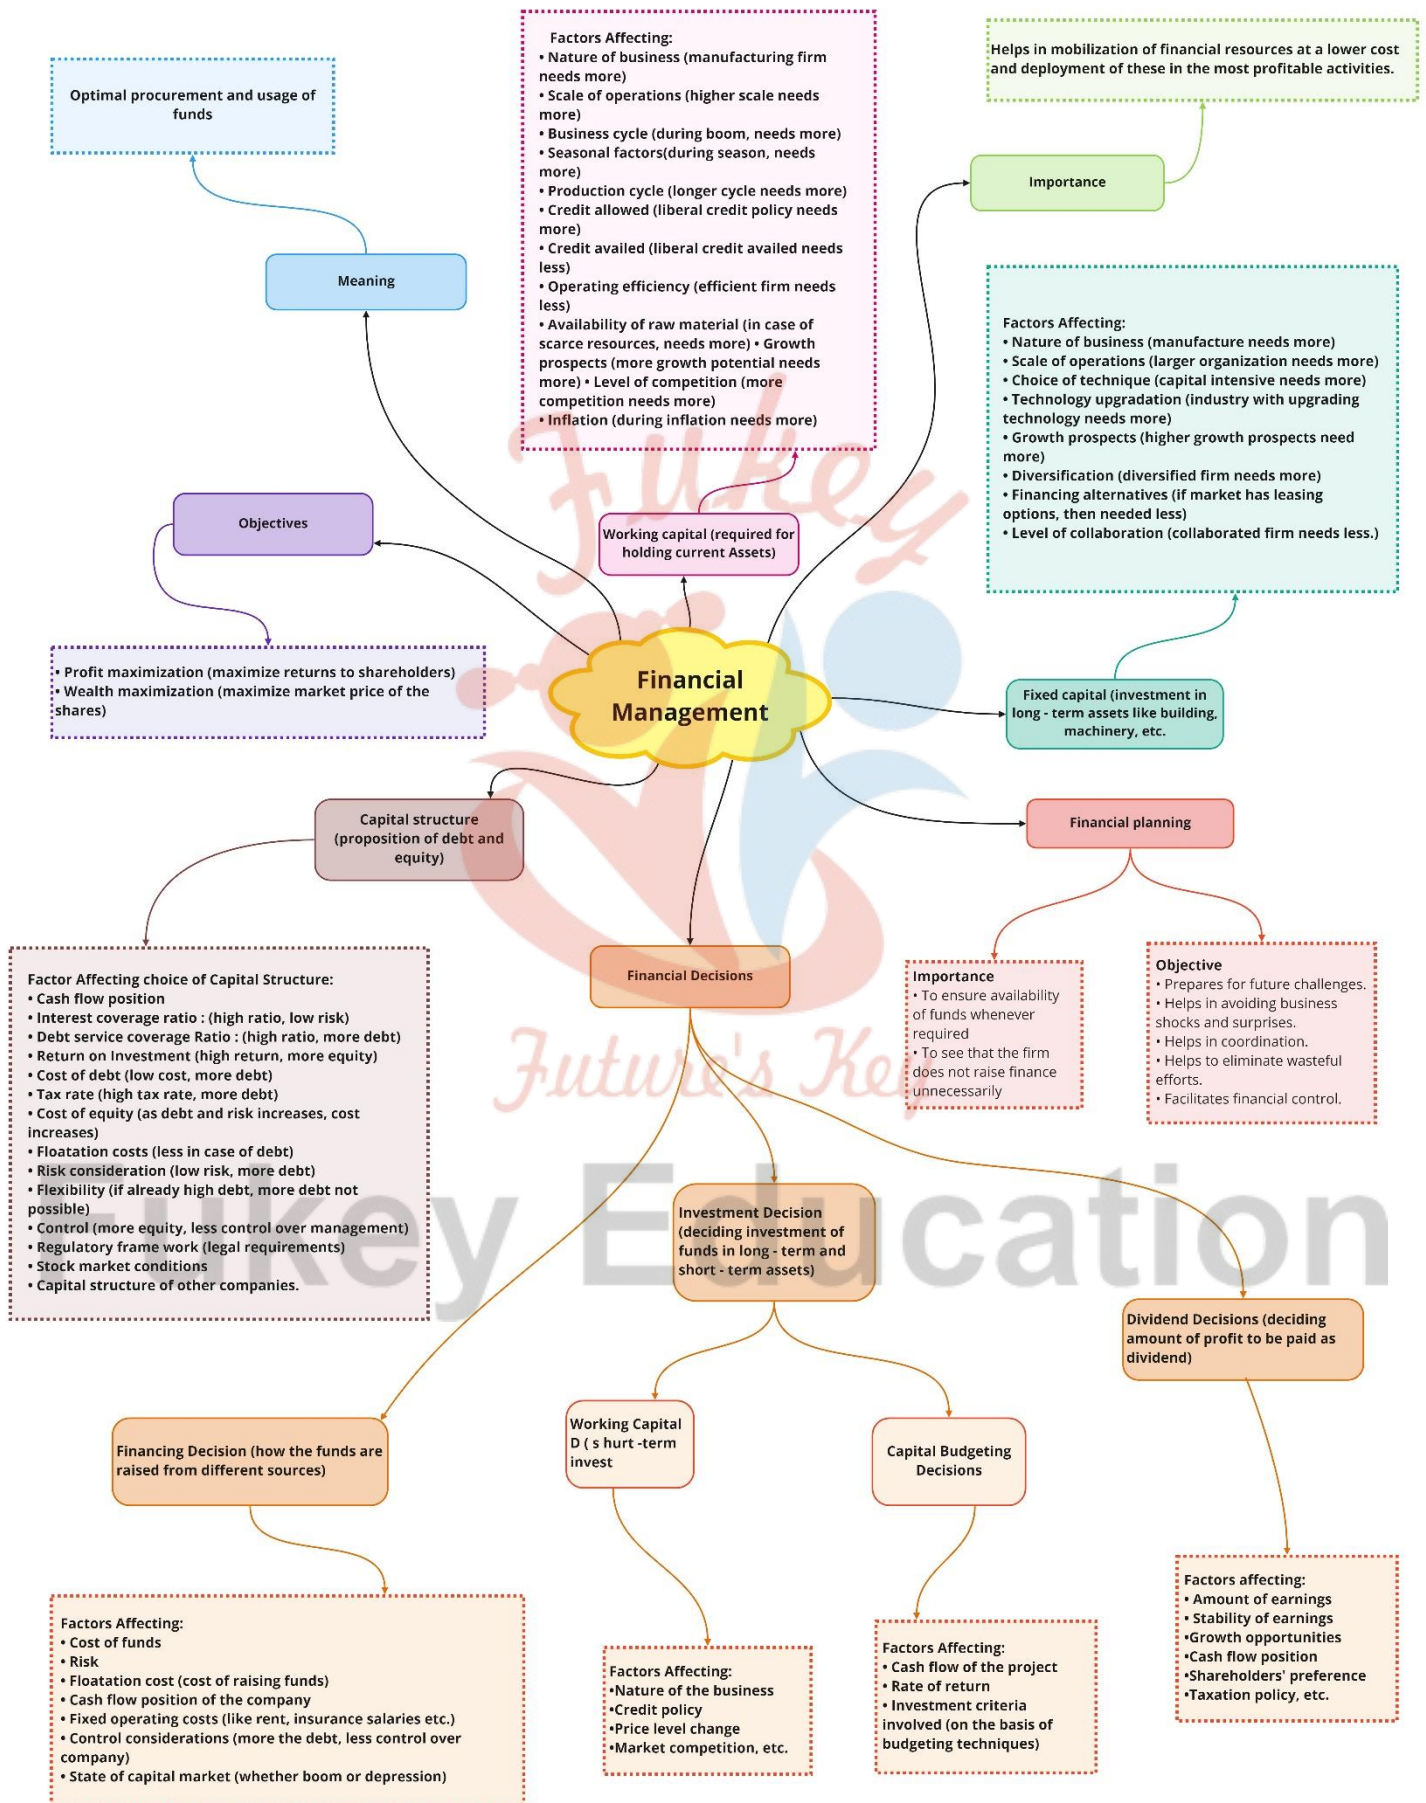 Optimal procurement and usage of
funds
Meaning
Factors Affecting:
• Nature of business (manufacturing firm
needs more)
• Scale of operations (higher scale needs
more)
• Business cycle (during boom, needs more)
• Seasonal factors(during season, needs
more)
• Production cycle (longer cycle needs more)
• Credit allowed (liberal credit policy needs
more)
• Credit availed (liberal credit availed needs
less)
• Operating efficiency (efficient firm needs
less)
• Availability of raw material (in case of
scarce resources, needs more) • Growth
prospects (more growth potential needs
more) • Level of competition (more
competition needs more)
• Inflation (during inflation needs more)
Working capital (required for
holding current Assets)
Helps in mobilization of financial resources at a lower cost
and deployment of these in the most profitable activities.
Importance
Factors Affecting:
• Nature of business (manufacture needs more)
• Scale of operations (larger organization needs more)
• Choice of technique (capital intensive needs more)
• Technology upgradation (industry with upgrading
technology needs more)
• Growth prospects (higher growth prospects need
more)
• Diversification (diversified firm needs more)
• Financing alternatives (if market has leasing
options, then needed less)
• Level of collaboration (collaborated firm needs less.)
Fixed capital (investment in
long - term assets like building,
machinery, etc.
Objectives
• Profit maximization (maximize returns to shareholders)
• Wealth maximization (maximize market price of the
shares)
Fukey
Financial
Management
Capital structure
(proposition of debt and
equity)
Factor Affecting choice of Capital Structure:
• Cash flow position
• Interest coverage ratio : (high ratio, low risk)
• Debt service coverage Ratio : (high ratio, more debt)
• Return on Investment (high return, more equity)
• Cost of debt (low cost, more debt)
• Tax rate (high tax rate, more debt)
• Cost of equity (as debt and risk increases, cost
increases)
• Floatation costs (less in case of debt)
• Risk consideration (low risk, more debt)
• Flexibility (if already high debt, more debt not
possible)
• Control (more equity, less control over management)
• Regulatory frame work (legal requirements)
• Stock market conditions
• Capital structure of other companies.
Financial planning
Importance
• To ensure availability
of funds whenever
required
• To see that the firm
does not raise finance
unnecessarily
Objective
• Prepares for future challenges.
• Helps in avoiding business
shocks and surprises.
• Helps in coordination.
• Helps to eliminate wasteful
efforts.
• Facilitates financial control.
Financial Decisions
Future's Key
Fukey Education
Investment Decision
(deciding investment of
funds in long - term and
short - term assets)
Dividend Decisions (deciding
amount of profit to be paid as
dividend)
Financing Decision (how the funds are
raised from different sources)
Working Capital
D ( s hurt -term
invest
Capital Budgeting
Decisions
Factors Affecting:
• Cost of funds
• Risk
• Floatation cost (cost of raising funds)
• Cash flow position of the company
• Fixed operating costs (like rent, insurance salaries etc.)
• Control considerations (more the debt, less control over
company)
• State of capital market (whether boom or depression)
Factors Affecting:
•Nature of the business
•Credit policy
•Price level change
•Market competition, etc.
Factors Affecting:
• Cash flow of the project
• Rate of return
• Investment criteria
involved (on the basis of
budgeting techniques)
Factors affecting:
• Amount of earnings
• Stability of earnings
•Growth opportunities
•Cash flow position
•Shareholders' preference
•Taxation policy, etc.